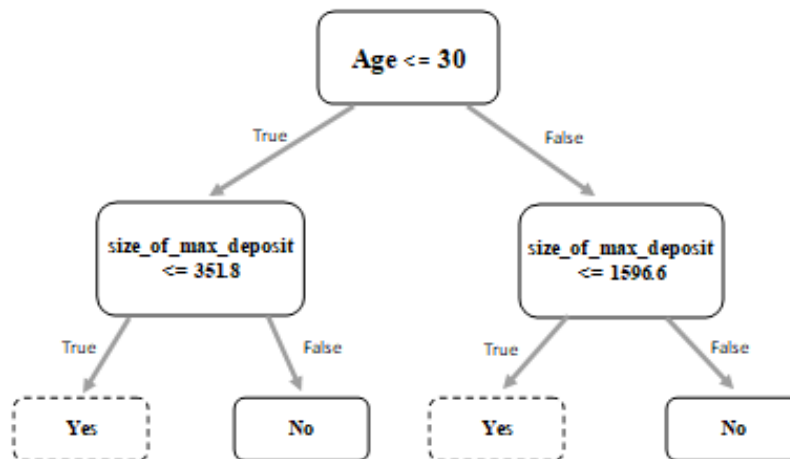 Age <= 30
True
False
size_of_max_deposit
<= 351.8
size_of_max_deposit
<= 1596.6
True
False
True
False
Yes
No
Yes
No